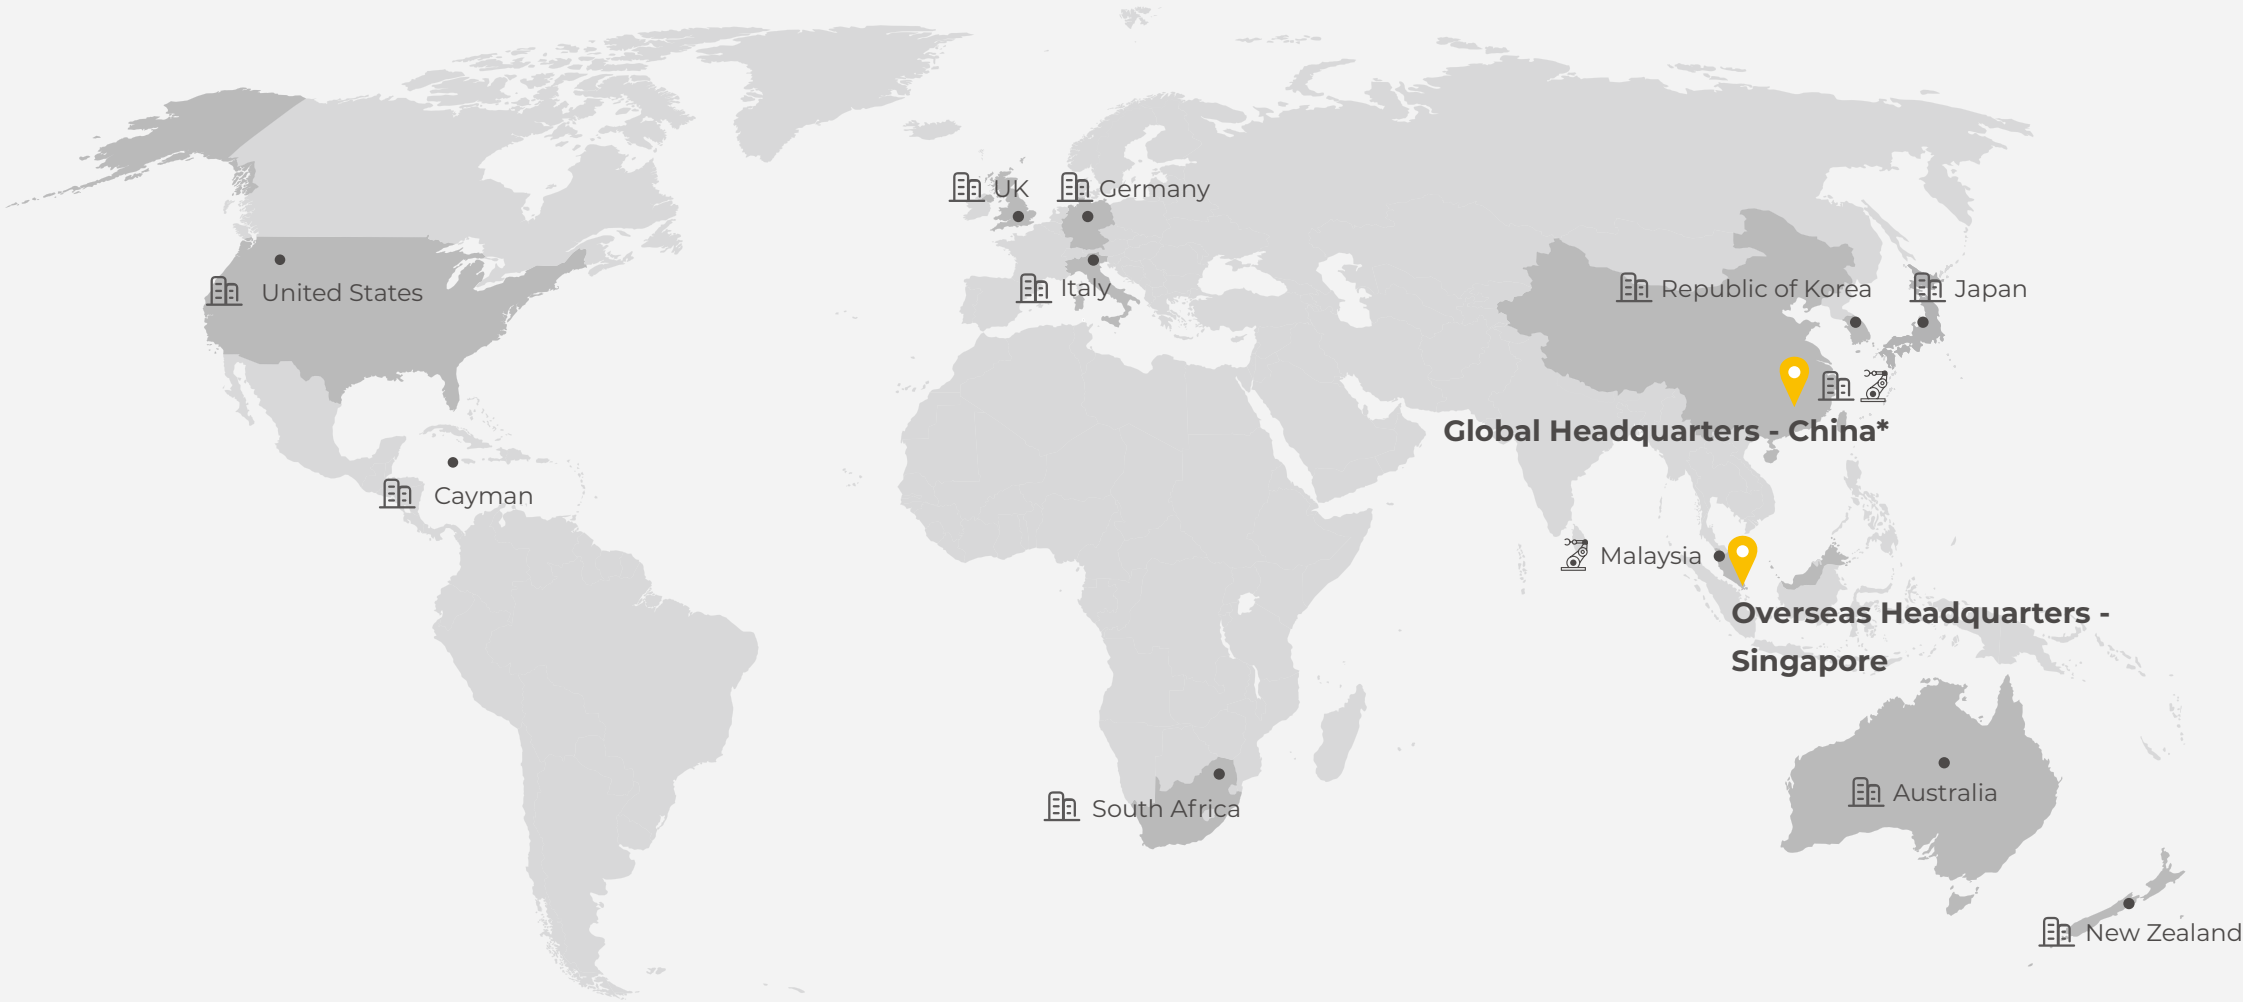 UK
Germany
United States
Italy
Republic of Korea
Japan
Global Headquarters - China*
Cayman
Malaysia
Overseas Headquarters -
Singapore
South Africa
Australia
New Zealand